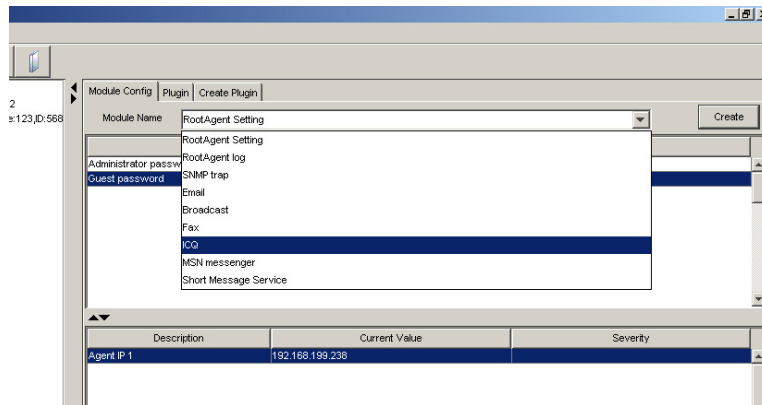 2
e:123,ID:568
Module Config Plugin Create Plugin
Module Name RootAgent Setting Create
RootAgent Setting
RootAgent log
Administrator passw
SNMP trap
Guest password
Email
Broadcast
Fax
ICQ
MSN messenger
Short Message Service
Description Current Value Severity
Agent IP 1 192.168.199.238